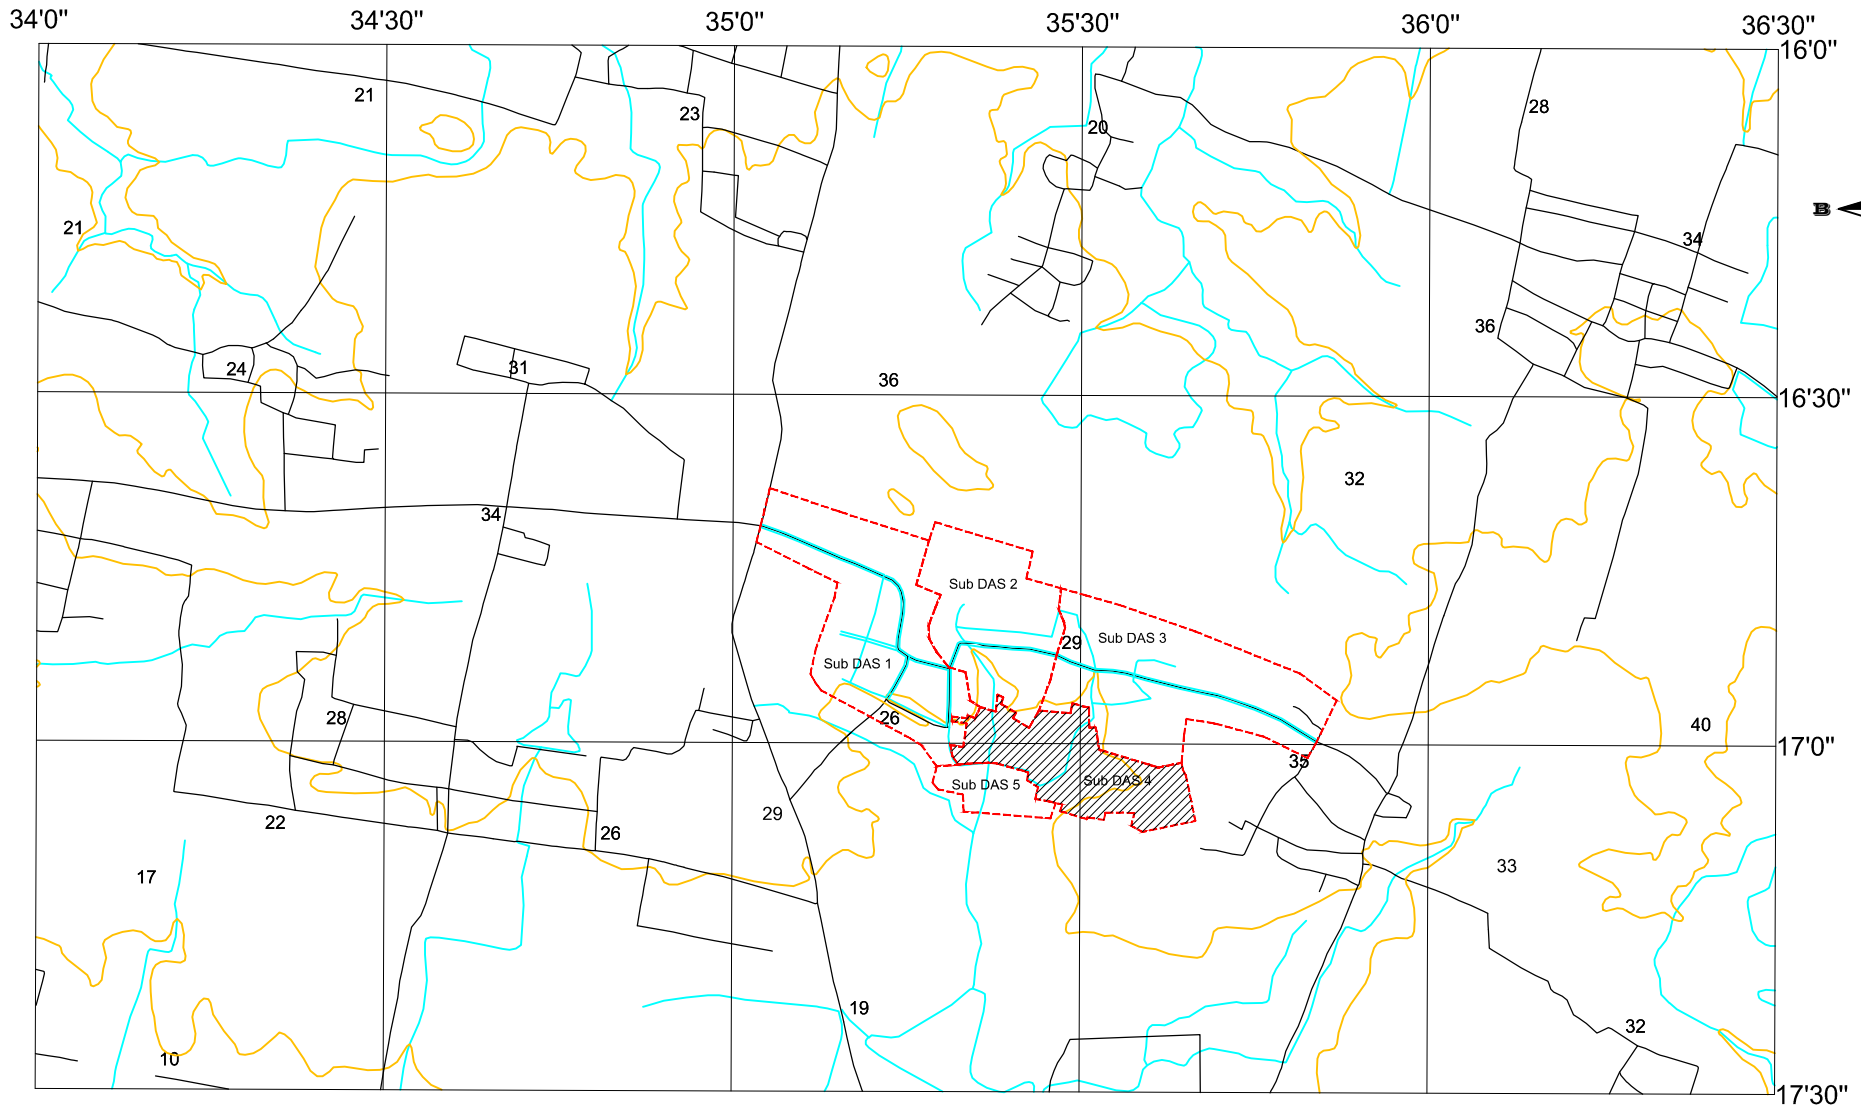 34'0" 34'30" 35'0" 35'30" 36'0" 36'30"
16'0"
21 23 20 28
21 34
B
36
24 31 36
16'30"
32
34
Sub DAS 2
29 Sub DAS 3
Sub DAS 1
28 26 40
17'0"
35
Sub DAS 5 Sub DAS 4
29
22 26
33
17
19
32
10
17'30"